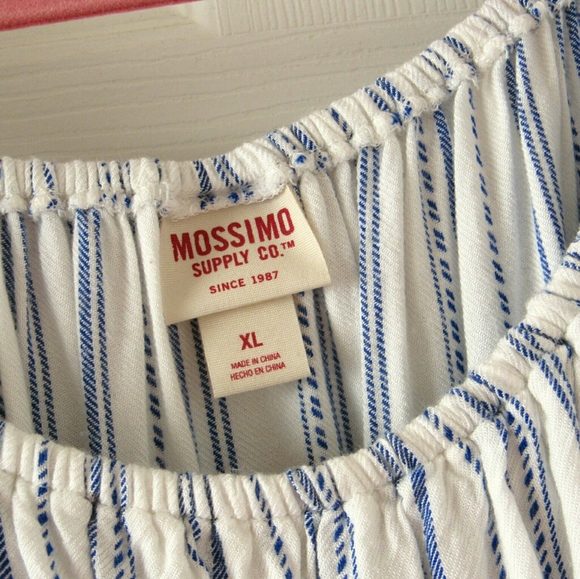 MOSSIMO
SUPPLY CO.™
SINCE 1987
XL
MADE IN CHINA
HECHO EN CHINA